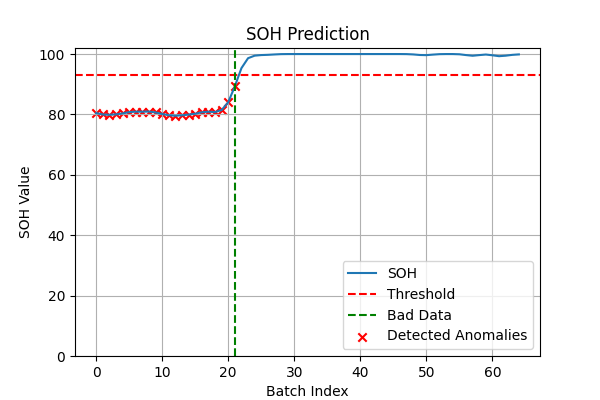 SOH Prediction
100
80
60
40
20
0
SOH Value
SOH
Threshold
Bad Data
Detected Anomalies
0 10 20 30 40 50 60
Batch Index